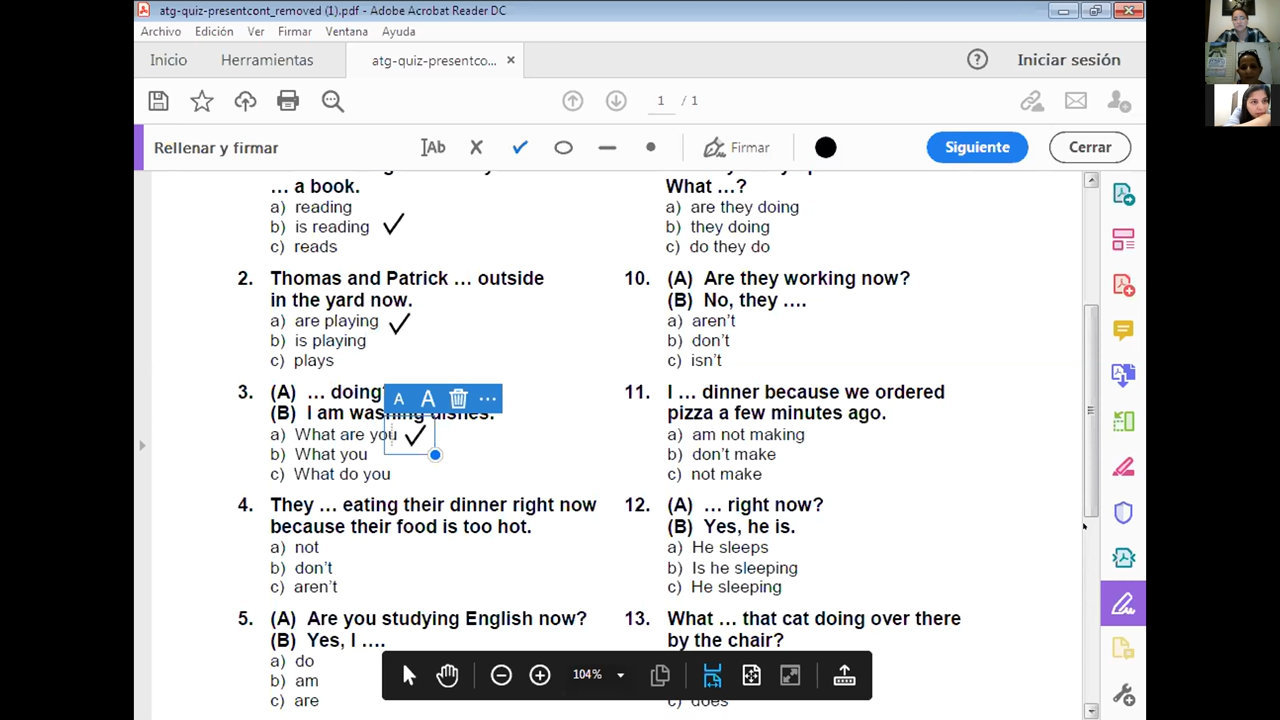 atg-quiz-presentcont_removed (1).pdf - Adobe Acrobat Reader DC
Archivo Edición Ver Firmar Ventana Ayuda
Inicio Herramientas atg-quiz-presentco... × Iniciar sesión
1 / 1
Rellenar y firmar Ab Firmar Siguiente Cerrar
… a book.
a) reading
b) is reading
c) reads
2. Thomas and Patrick … outside
in the yard now.
a) are playing
b) is playing
c) plays
3. (A) … doing
(B) I am washing dishes.
A A ...
a) What are you
b) What you
c) What do you
4. They … eating their dinner right now
because their food is too hot.
a) not
b) don't
c) aren't
5. (A) Are you studying English now?
(B) Yes, I ….
a) do
b) am
c) are
What …?
a) are they doing
b) they doing
c) do they do
10. (A) Are they working now?
(B) No, they ….
a) aren't
b) don't
c) isn't
11. I … dinner because we ordered
pizza a few minutes ago.
a) am not making
b) don't make
c) not make
12. (A) … right now?
(B) Yes, he is.
a) He sleeps
b) Is he sleeping
c) He sleeping
13. What … that cat doing over there
by the chair?
c) does
104%